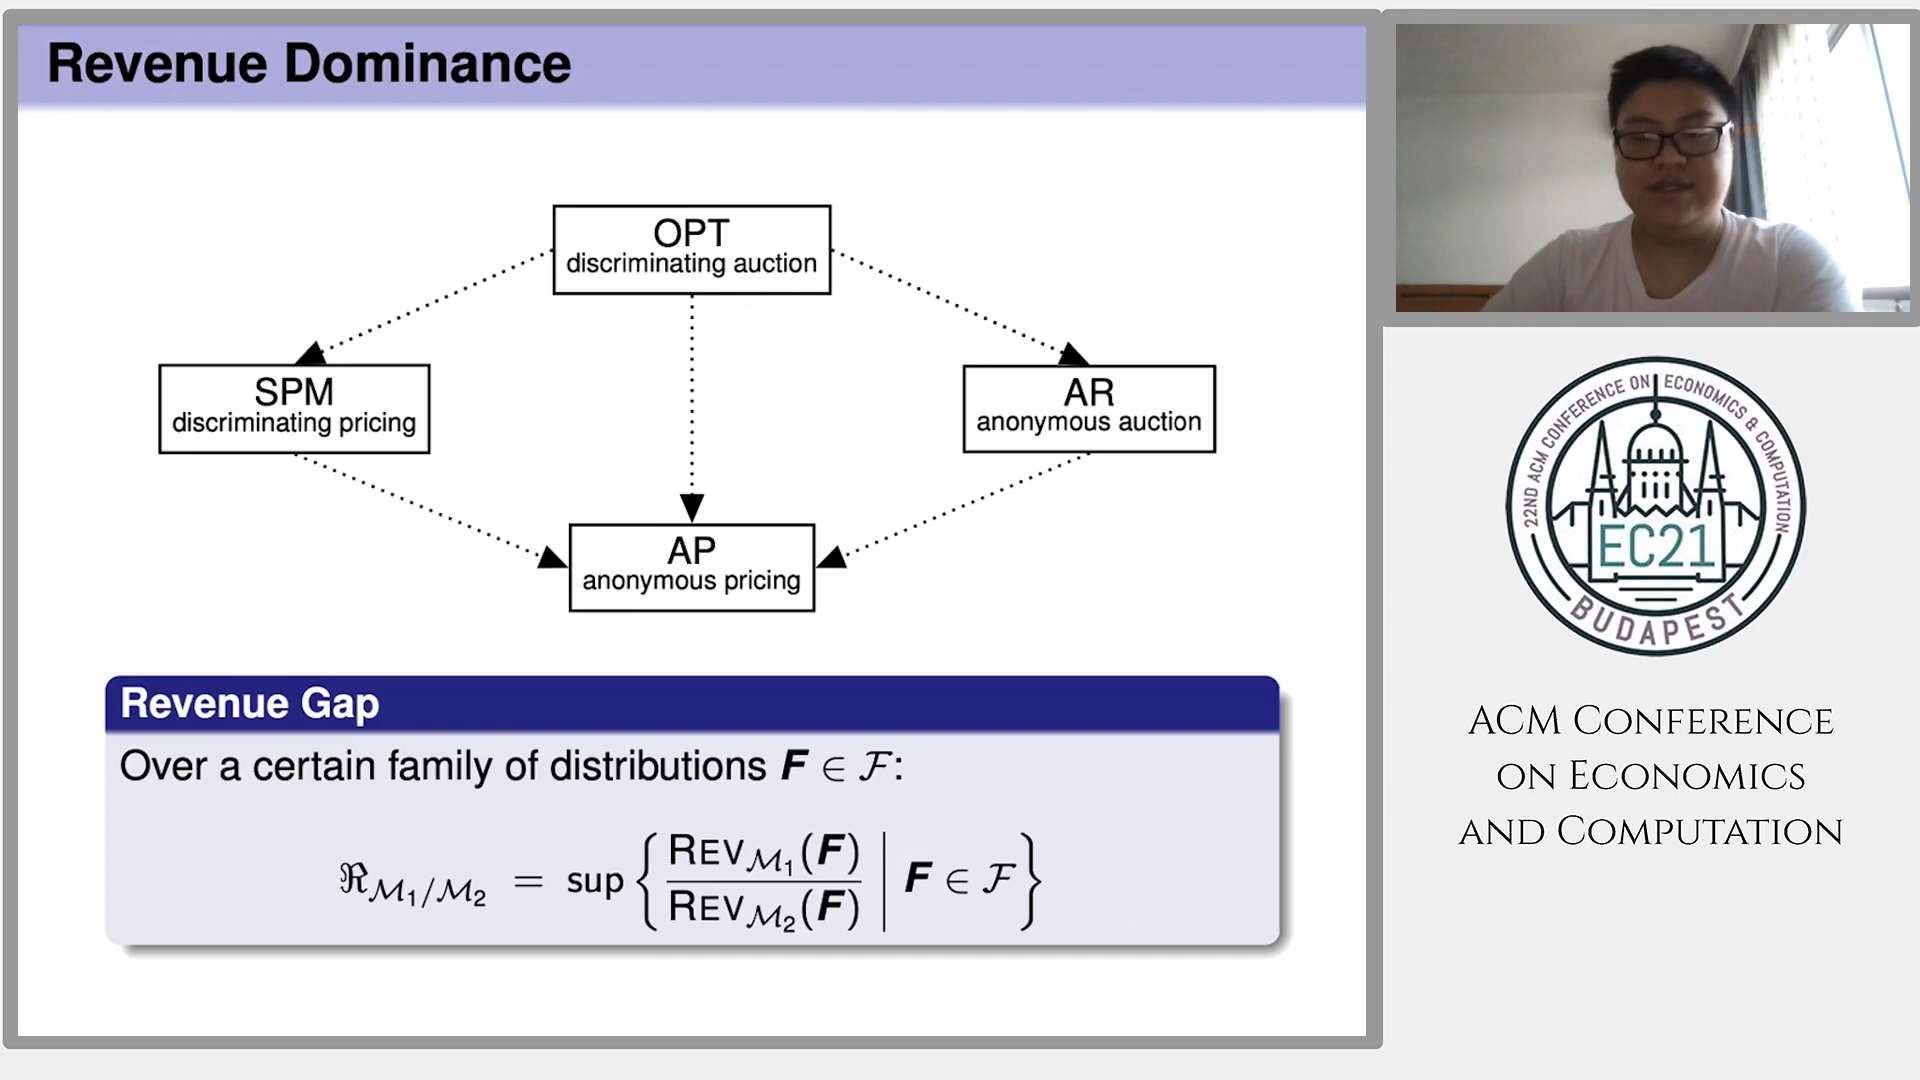 Revenue Dominance
OPT
discriminating auction
SPM
discriminating pricing
AR
anonymous auction
AP
anonymous pricing
Revenue Gap
Over a certain family of distributions F ∈ ℱ:
ℜ_{ℳ₁/ℳ₂} = sup { REV_{ℳ₁}(F) / REV_{ℳ₂}(F) | F ∈ ℱ }
22ND ACM CONFERENCE ON ECONOMICS & COMPUTATION
EC21
BUDAPEST
ACM CONFERENCE
ON ECONOMICS
AND COMPUTATION